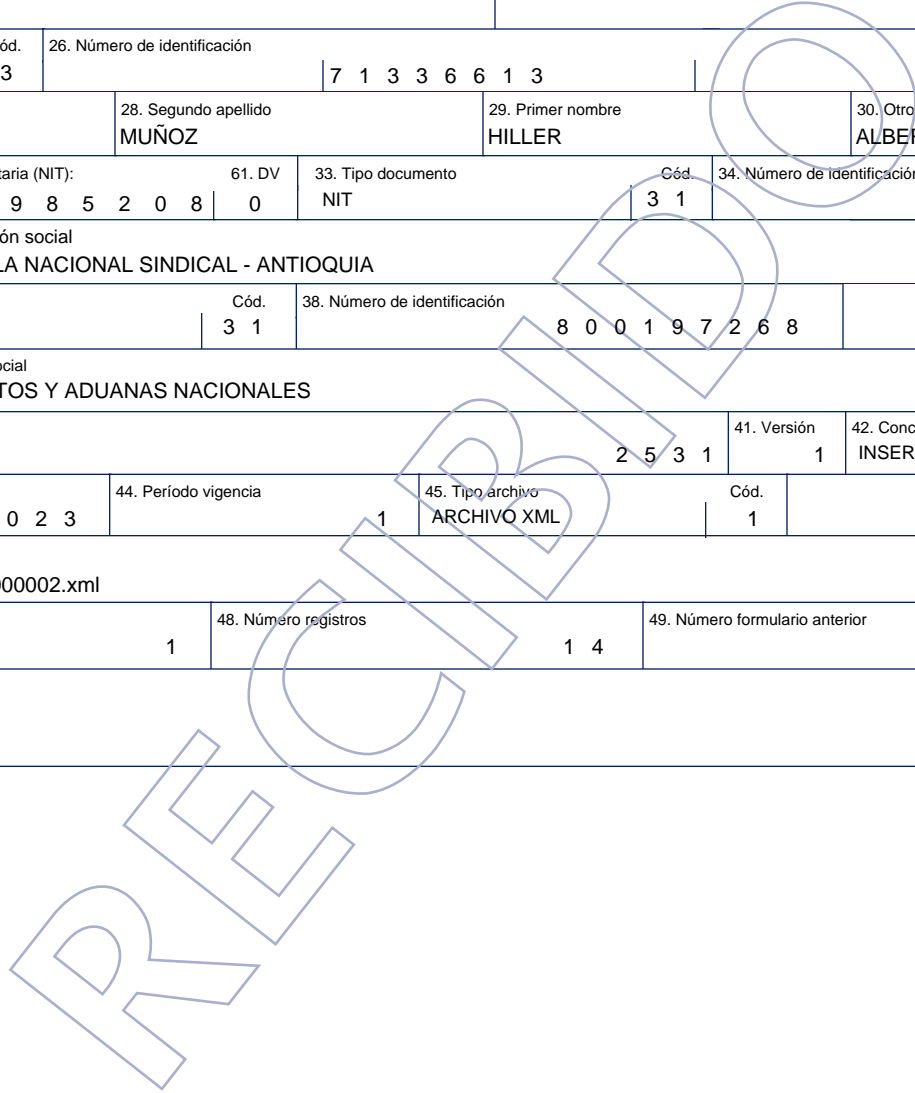 ód. 26. Número de identificación
3 7 1 3 3 6 6 1 3
28. Segundo apellido 29. Primer nombre 30. Otro
MUÑOZ HILLER ALBER
taria (NIT): 61. DV 33. Tipo documento Cód. 34. Número de identificación
9 8 5 2 0 8 0 NIT 3 1
ón social
LA NACIONAL SINDICAL - ANTIOQUIA
Cód. 38. Número de identificación
3 1 8 0 0 1 9 7 2 6 8
ocial
TOS Y ADUANAS NACIONALES
41. Versión 42. Conc
2 5 3 1 1 INSER
44. Período vigencia 45. Tipo archivo Cód.
0 2 3 1 ARCHIVO XML 1
000002.xml
48. Número registros 49. Número formulario anterior
1 1 4
RECIBIDO